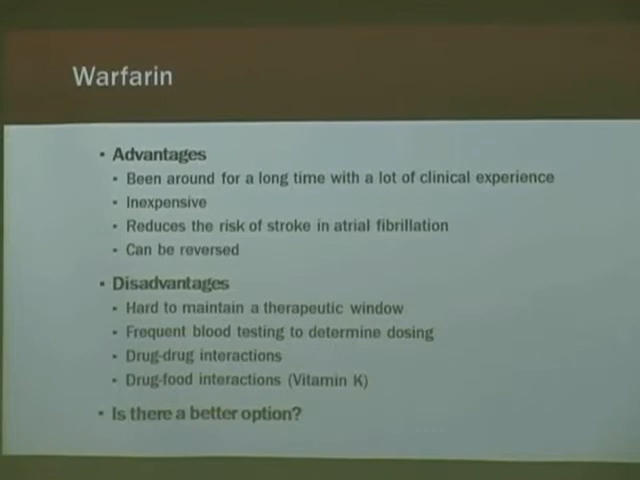 Warfarin
• Advantages
• Been around for a long time with a lot of clinical experience
• Inexpensive
• Reduces the risk of stroke in atrial fibrillation
• Can be reversed
• Disadvantages
• Hard to maintain a therapeutic window
• Frequent blood testing to determine dosing
• Drug-drug interactions
• Drug-food interactions (Vitamin K)
• Is there a better option?